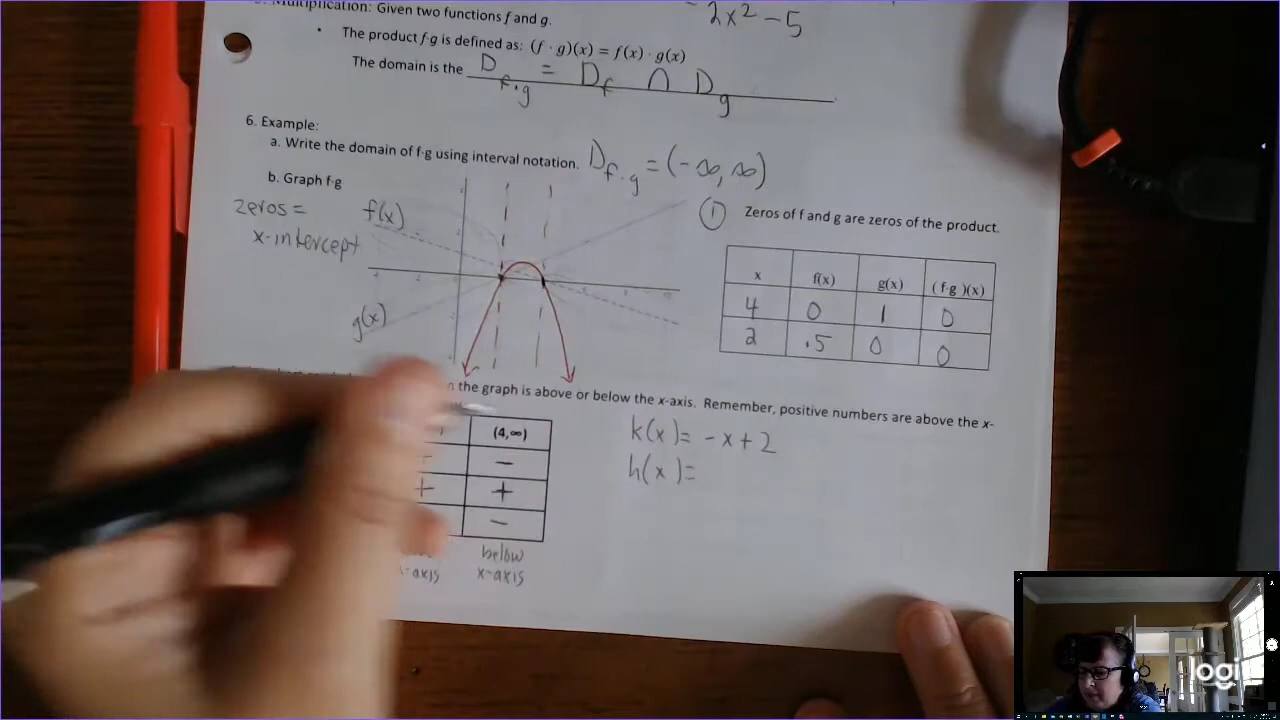 Multiplication: Given two functions f and g.
2x² - 5
• The product f·g is defined as: (f · g)(x) = f(x) · g(x)
The domain is the D f·g = D f ∩ D g
6. Example:
a. Write the domain of f·g using interval notation. D f·g = (-∞, ∞)
b. Graph f·g
zeros =
x-intercept
f(x)
g(x)
① Zeros of f and g are zeros of the product.
x f(x) g(x) (f·g)(x)
4 0 1 0
2 .5 0 0
the graph is above or below the x-axis. Remember, positive numbers are above the x-
(4,∞)
-
+ +
-
below
x-axis x-axis
k(x) = -x + 2
h(x) =
logi